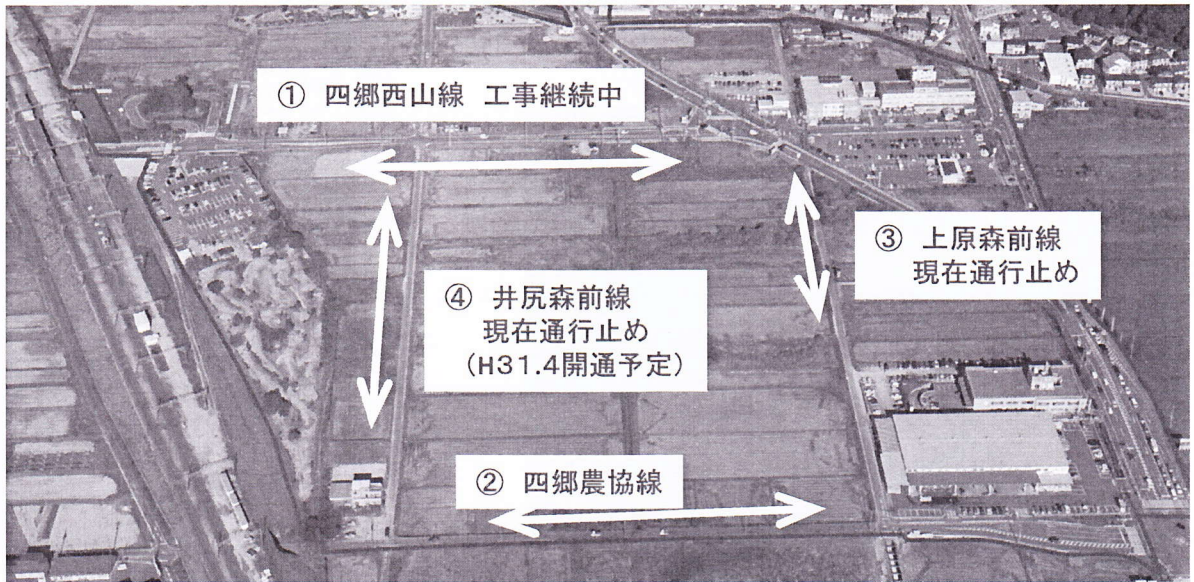 ① 四郷西山線 工事継続中
③ 上原森前線
現在通行止め
④ 井尻森前線
現在通行止め
(H31.4開通予定)
② 四郷農協線